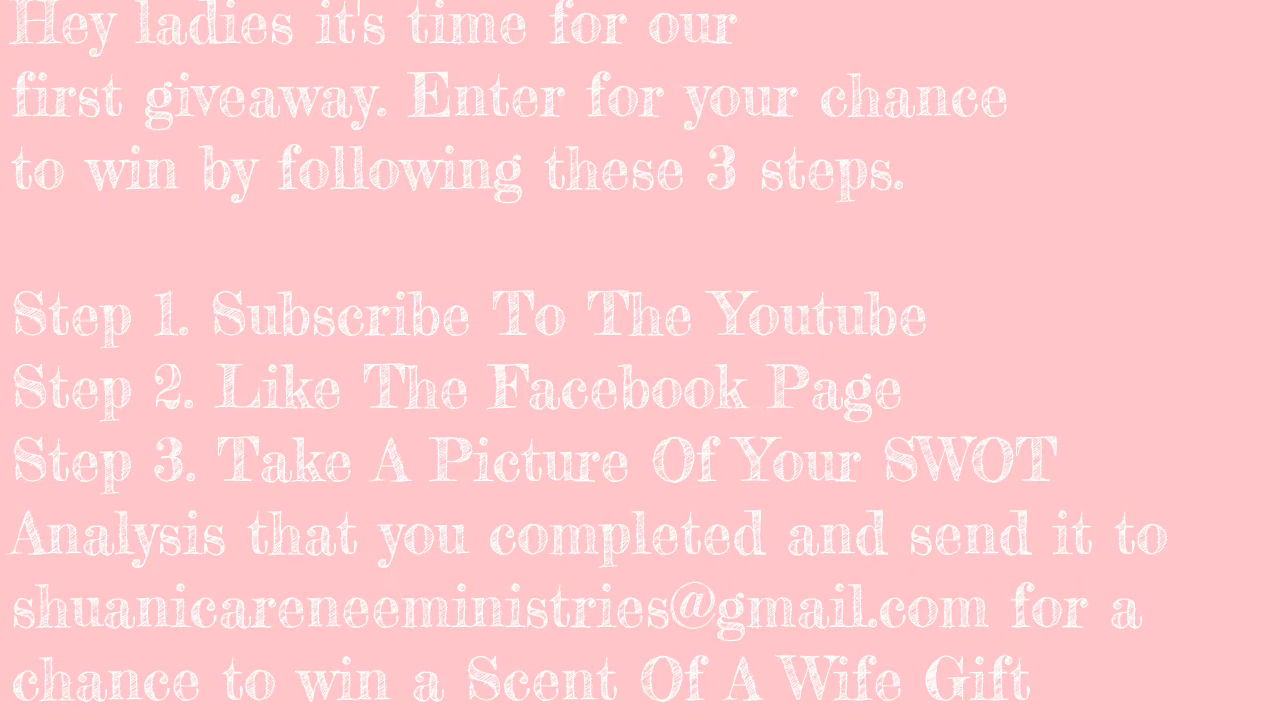 Hey ladies it's time for our
first giveaway. Enter for your chance
to win by following these 3 steps.
Step 1. Subscribe To The Youtube
Step 2. Like The Facebook Page
Step 3. Take A Picture Of Your SWOT
Analysis that you completed and send it to
shuanicareneeministries@gmail.com for a
chance to win a Scent Of A Wife Gift